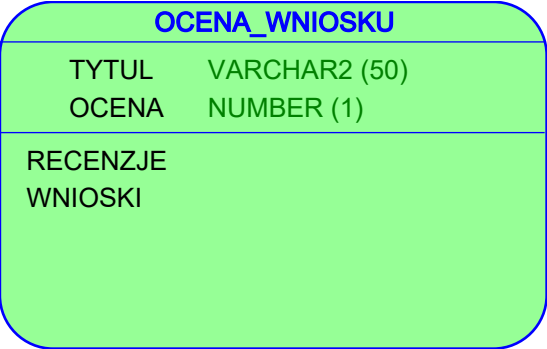 OCENA_WNIOSKU
TYTUL VARCHAR2 (50)
OCENA NUMBER (1)
RECENZJE
WNIOSKI